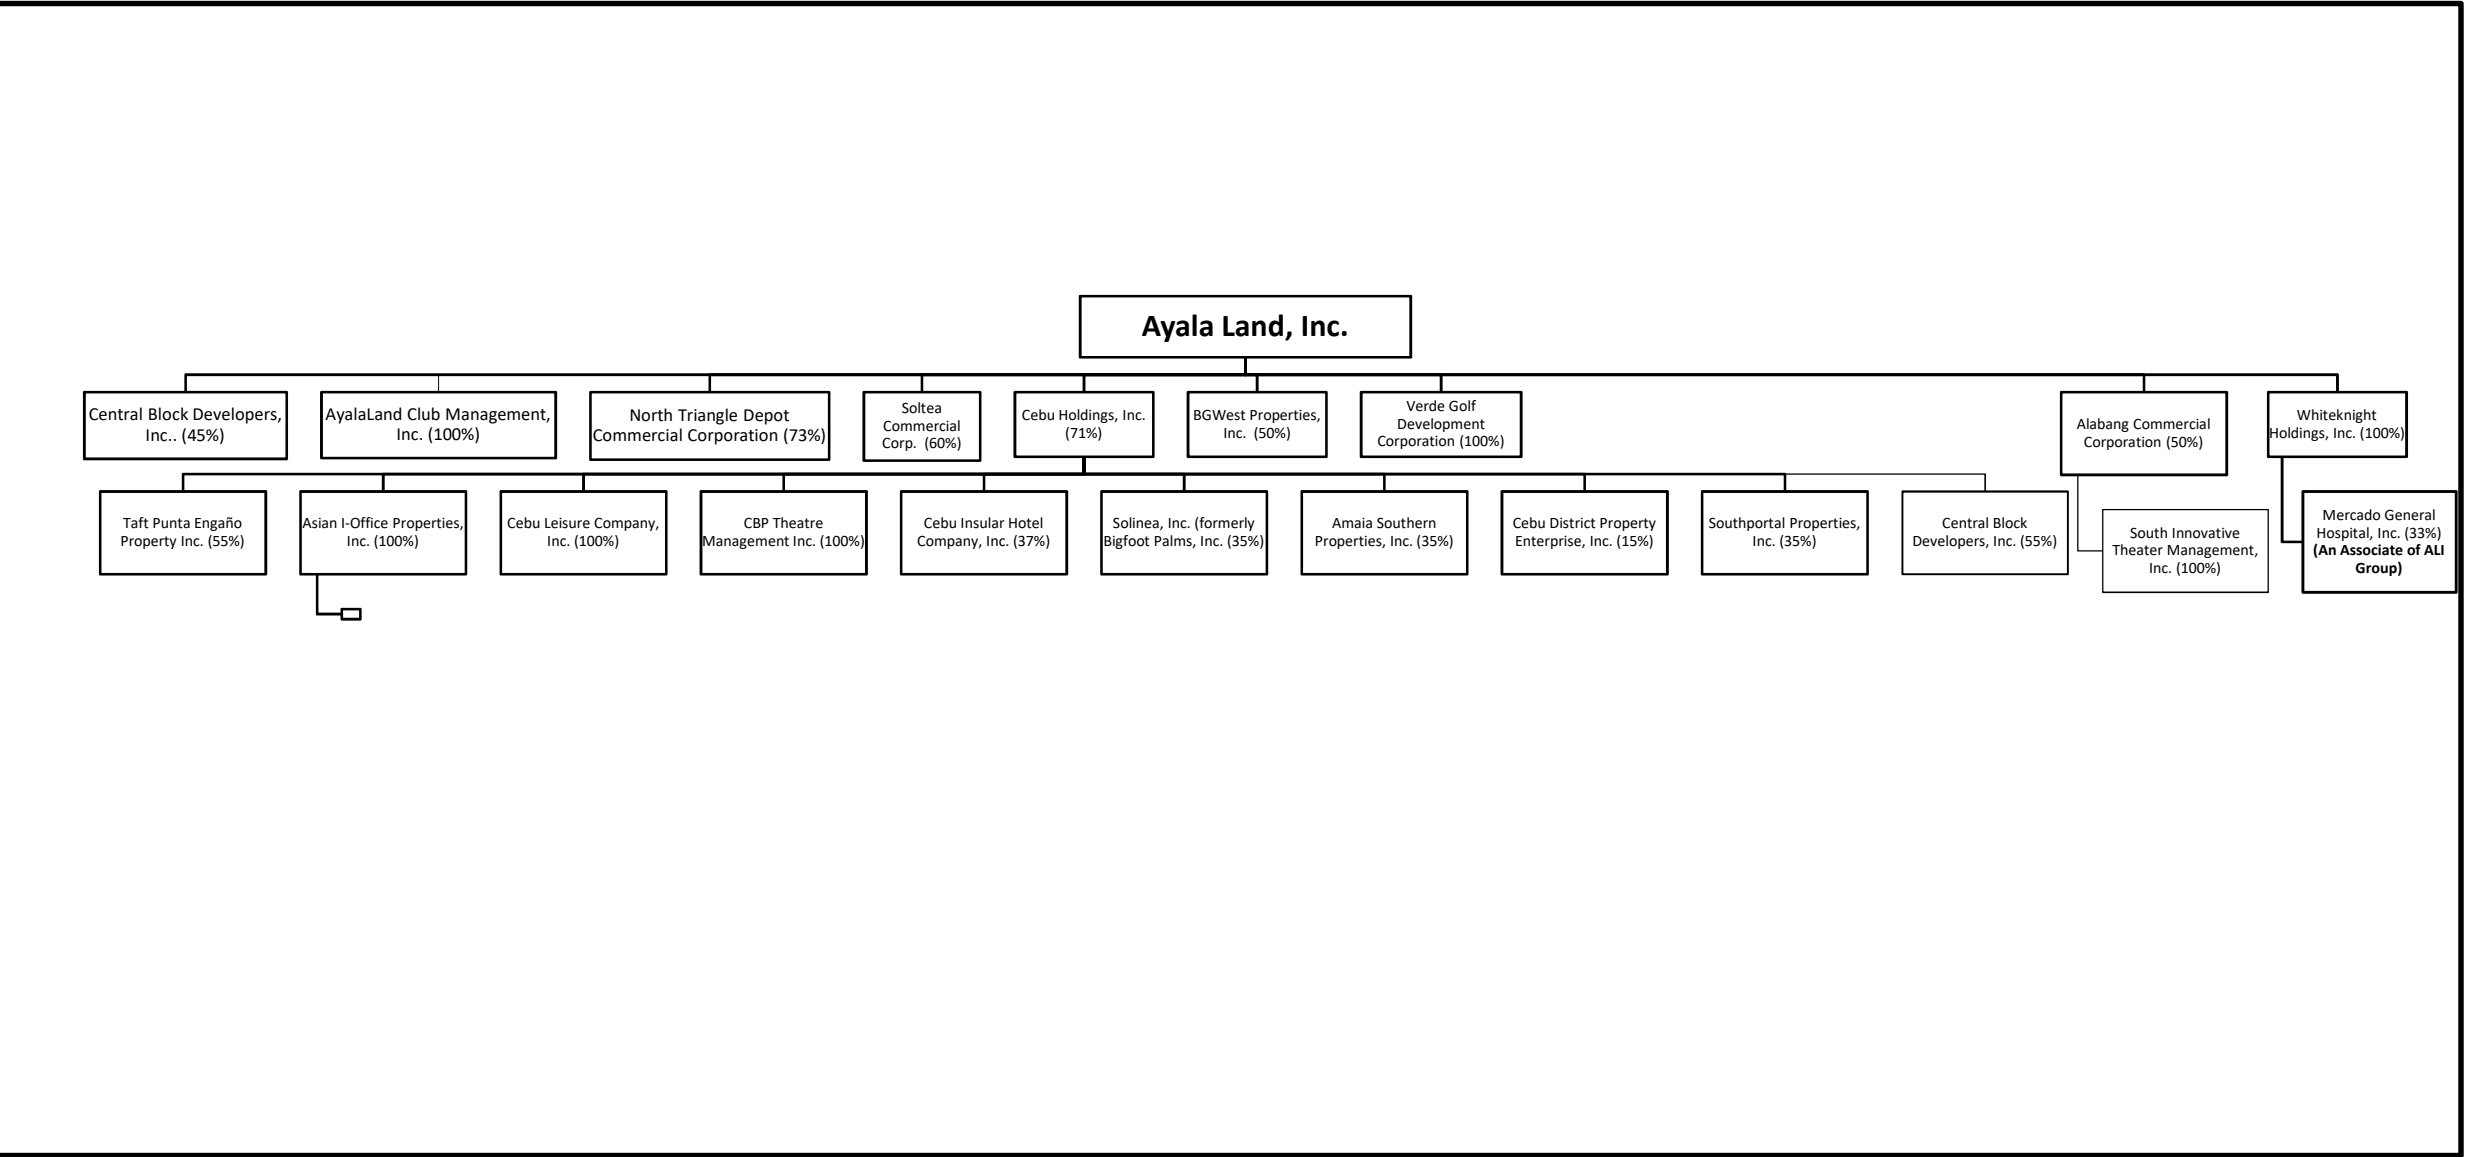 Ayala Land, Inc.
Central Block Developers,
Inc.. (45%)
AyalaLand Club Management,
Inc. (100%)
North Triangle Depot
Commercial Corporation (73%)
Soltea
Commercial
Corp. (60%)
Cebu Holdings, Inc.
(71%)
BGWest Properties,
Inc. (50%)
Verde Golf
Development
Corporation (100%)
Alabang Commercial
Corporation (50%)
Whiteknight
Holdings, Inc. (100%)
Taft Punta Engaño
Property Inc. (55%)
Asian I-Office Properties,
Inc. (100%)
Cebu Leisure Company,
Inc. (100%)
CBP Theatre
Management Inc. (100%)
Cebu Insular Hotel
Company, Inc. (37%)
Solinea, Inc. (formerly
Bigfoot Palms, Inc. (35%)
Amaia Southern
Properties, Inc. (35%)
Cebu District Property
Enterprise, Inc. (15%)
Southportal Properties,
Inc. (35%)
Central Block
Developers, Inc. (55%)
South Innovative
Theater Management,
Inc. (100%)
Mercado General
Hospital, Inc. (33%)
(An Associate of ALI
Group)